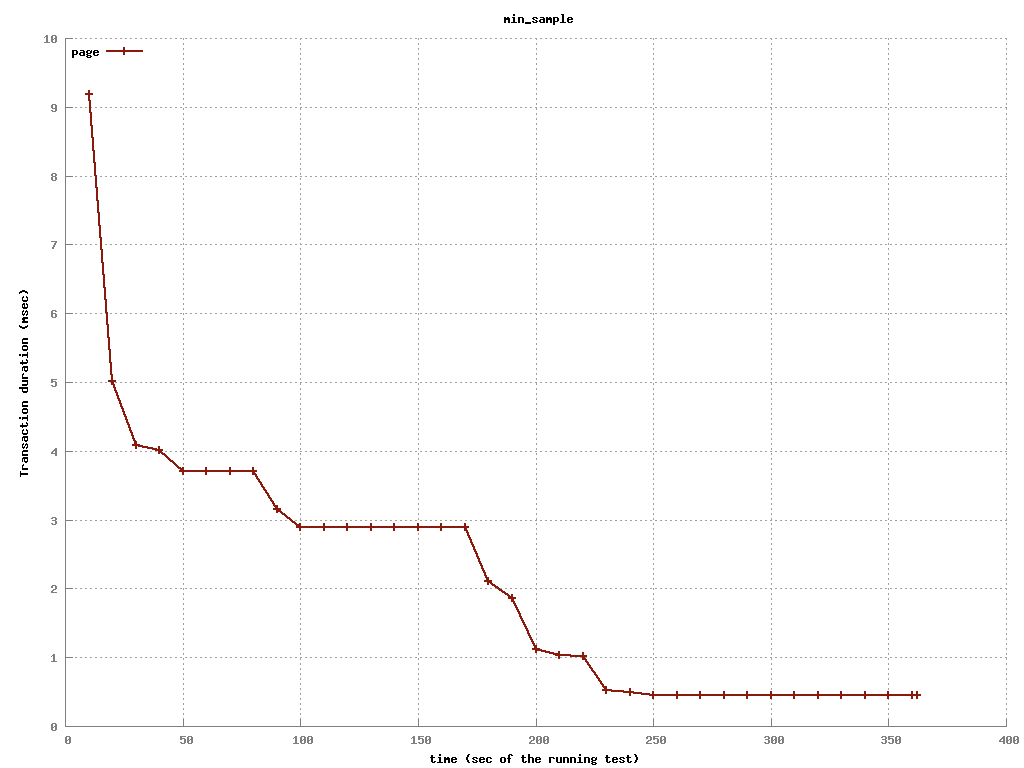 min_sample
page
10
9
8
7
6
5
4
3
2
1
0
Transaction duration (msec)
0 50 100 150 200 250 300 350 400
time (sec of the running test)